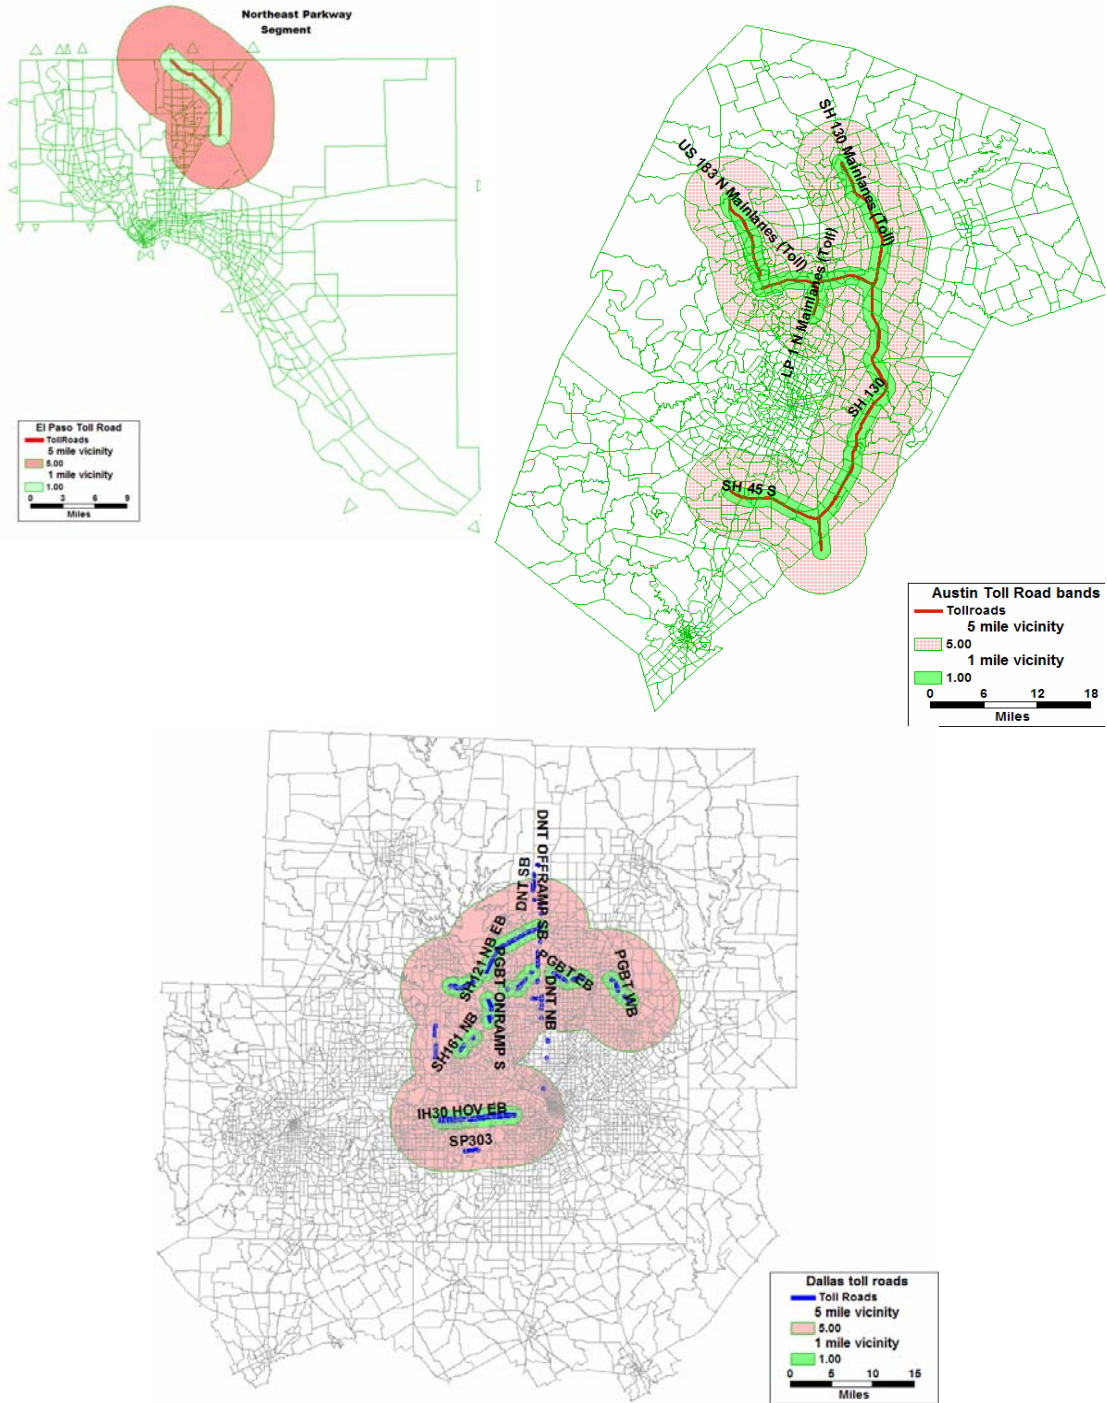 Northeast Parkway
Segment
El Paso Toll Road
TollRoads
5 mile vicinity
5.00
1 mile vicinity
1.00
0 3 6 9
Miles
SH 130 Mainlanes (Toll)
US 183 N Mainlanes (Toll)
LP 1 N Mainlanes (Toll)
SH 130
SH 45 S
Austin Toll Road bands
Tollroads
5 mile vicinity
5.00
1 mile vicinity
1.00
0 6 12 18
Miles
DNT OFFRAMP SB
DNT SB
SH121 NB EB
PGBT EB
PGBT WB
PGBT ONRAMP S
DNT NB
SH161 NB
IH30 HOV EB
SP303
Dallas toll roads
Toll Roads
5 mile vicinity
5.00
1 mile vicinity
1.00
0 5 10 15
Miles